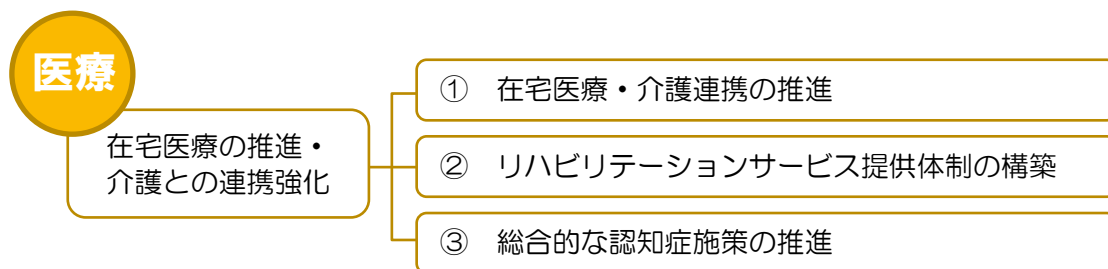 医療
在宅医療の推進・
介護との連携強化
① 在宅医療・介護連携の推進
② リハビリテーションサービス提供体制の構築
③ 総合的な認知症施策の推進